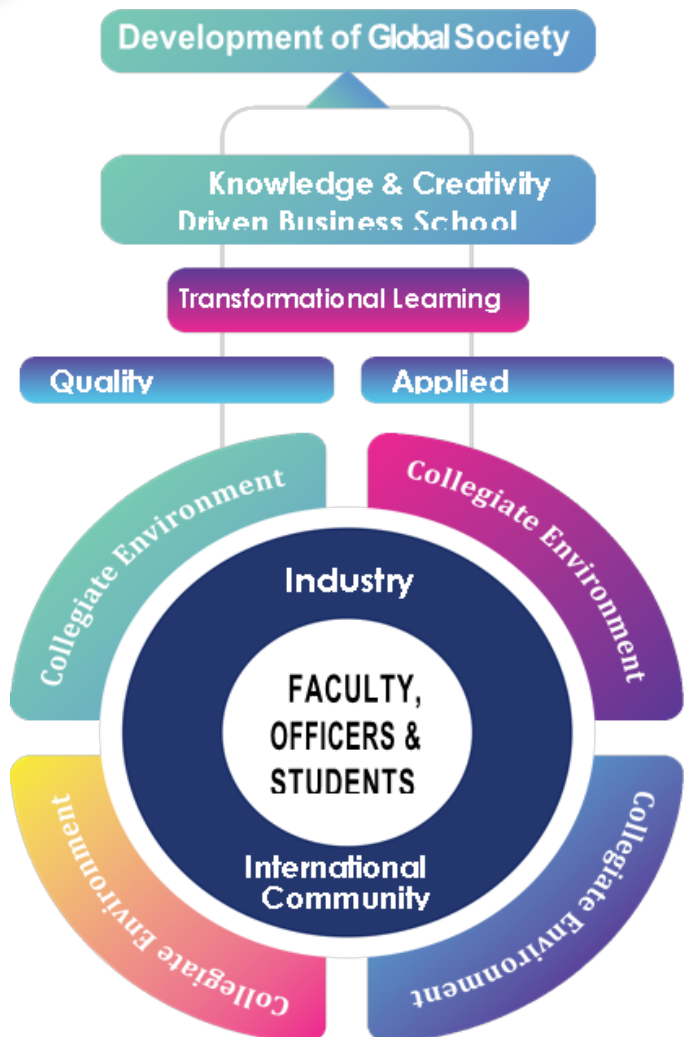 Development of Global Society
Knowledge & Creativity
Driven Business School
Transformational Learning
Quality
Applied
Collegiate Environment
Collegiate Environment
Industry
FACULTY,
OFFICERS &
STUDENTS
International
Community
Collegiate Environment
Collegiate Environment